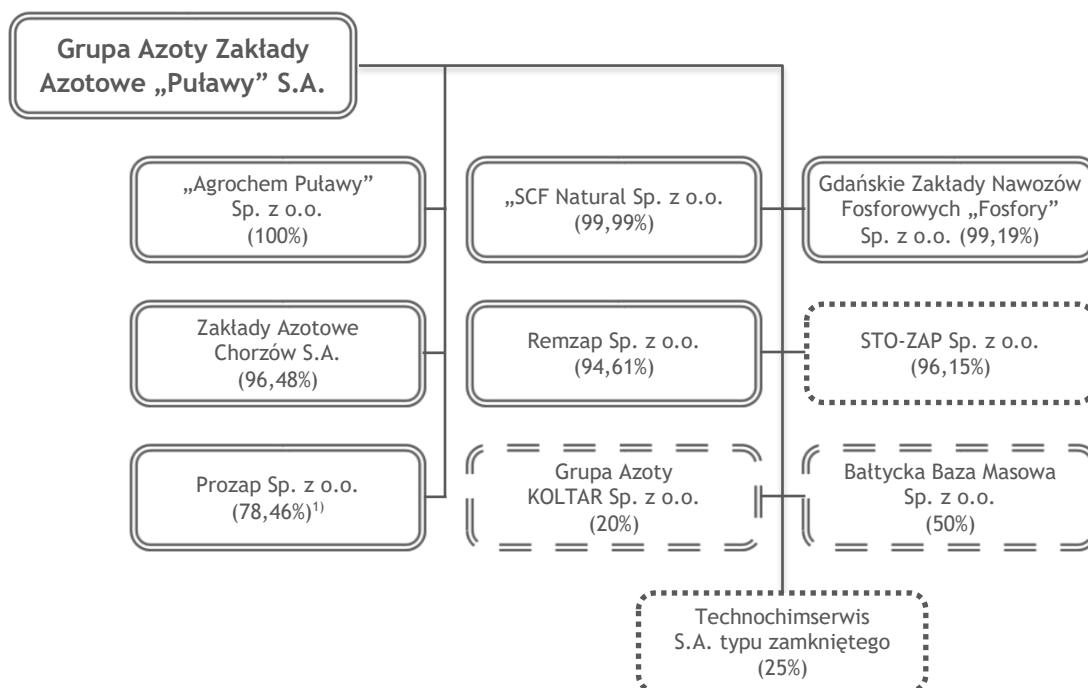 Grupa Azoty Zakłady
Azotowe „Puławy” S.A.
„Agrochem Puławy”
Sp. z o.o.
(100%)
„SCF Natural Sp. z o.o.
(99,99%)
Gdańskie Zakłady Nawozów
Fosforowych „Fosfory”
Sp. z o.o. (99,19%)
Zakłady Azotowe
Chorzów S.A.
(96,48%)
Remzap Sp. z o.o.
(94,61%)
STO-ZAP Sp. z o.o.
(96,15%)
Prozap Sp. z o.o.
(78,46%)¹⁾
Grupa Azoty
KOLTAR Sp. z o.o.
(20%)
Bałtycka Baza Masowa
Sp. z o.o.
(50%)
Technochimserwis
S.A. typu zamkniętego
(25%)